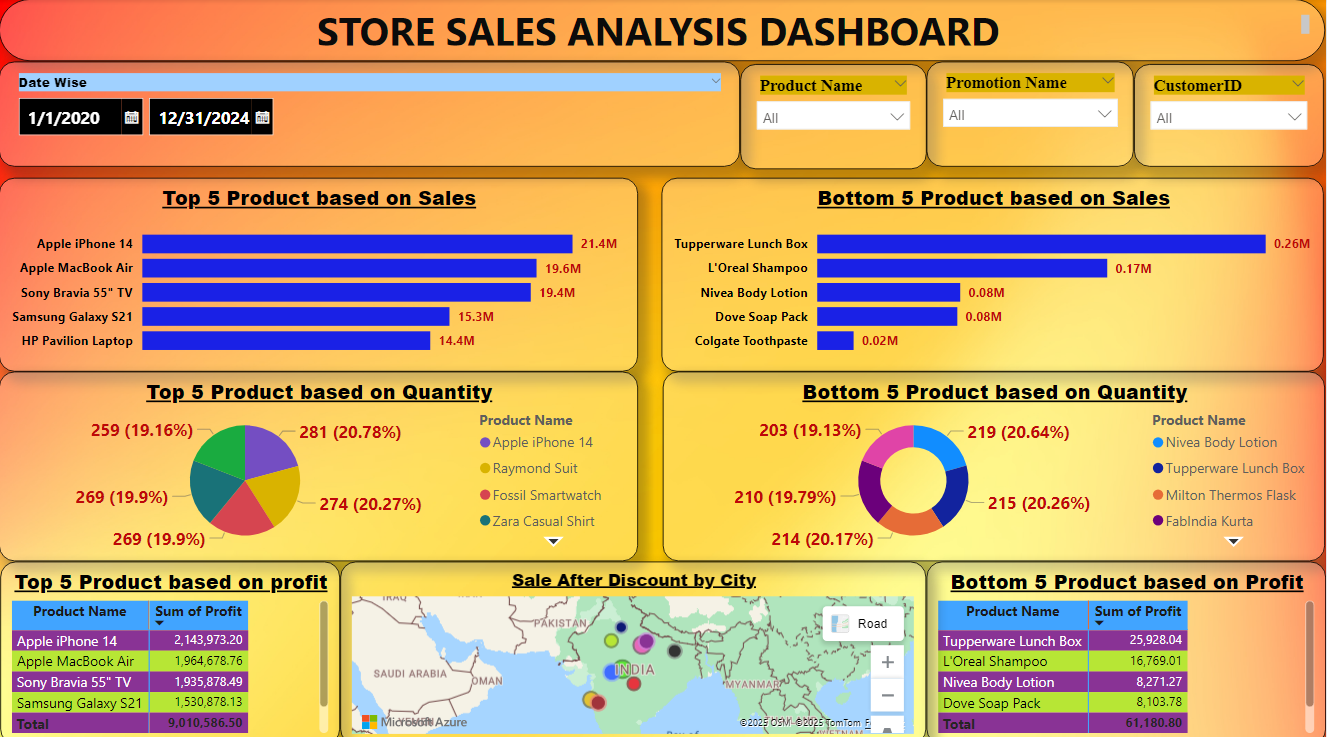 STORE SALES ANALYSIS DASHBOARD
Date Wise
1/1/2020
12/31/2024
Product Name
All
Promotion Name
All
CustomerID
All
Top 5 Product based on Sales
Apple iPhone 14 21.4M
Apple MacBook Air 19.6M
Sony Bravia 55" TV 19.4M
Samsung Galaxy S21 15.3M
HP Pavilion Laptop 14.4M
Bottom 5 Product based on Sales
Tupperware Lunch Box 0.26M
L'Oreal Shampoo 0.17M
Nivea Body Lotion 0.08M
Dove Soap Pack 0.08M
Colgate Toothpaste 0.02M
Top 5 Product based on Quantity
259 (19.16%)
281 (20.78%)
269 (19.9%)
274 (20.27%)
269 (19.9%)
Product Name
Apple iPhone 14
Raymond Suit
Fossil Smartwatch
Zara Casual Shirt
Bottom 5 Product based on Quantity
203 (19.13%)
219 (20.64%)
210 (19.79%)
215 (20.26%)
214 (20.17%)
Product Name
Nivea Body Lotion
Tupperware Lunch Box
Milton Thermos Flask
FabIndia Kurta
Top 5 Product based on profit
Product Name Sum of Profit
Apple iPhone 14 2,143,973.20
Apple MacBook Air 1,964,678.76
Sony Bravia 55" TV 1,935,878.49
Samsung Galaxy S21 1,530,878.13
Total 9,010,586.50
Sale After Discount by City
IRAQ
PAKISTAN
SAUDI ARABIA
OMAN
INDIA
MYANMAR
YEMEN
Road
+
−
Microsoft Azure
©2025 OSM ©2025 TomTom
Bottom 5 Product based on Profit
Product Name Sum of Profit
Tupperware Lunch Box 25,928.04
L'Oreal Shampoo 16,769.01
Nivea Body Lotion 8,271.27
Dove Soap Pack 8,103.78
Total 61,180.80